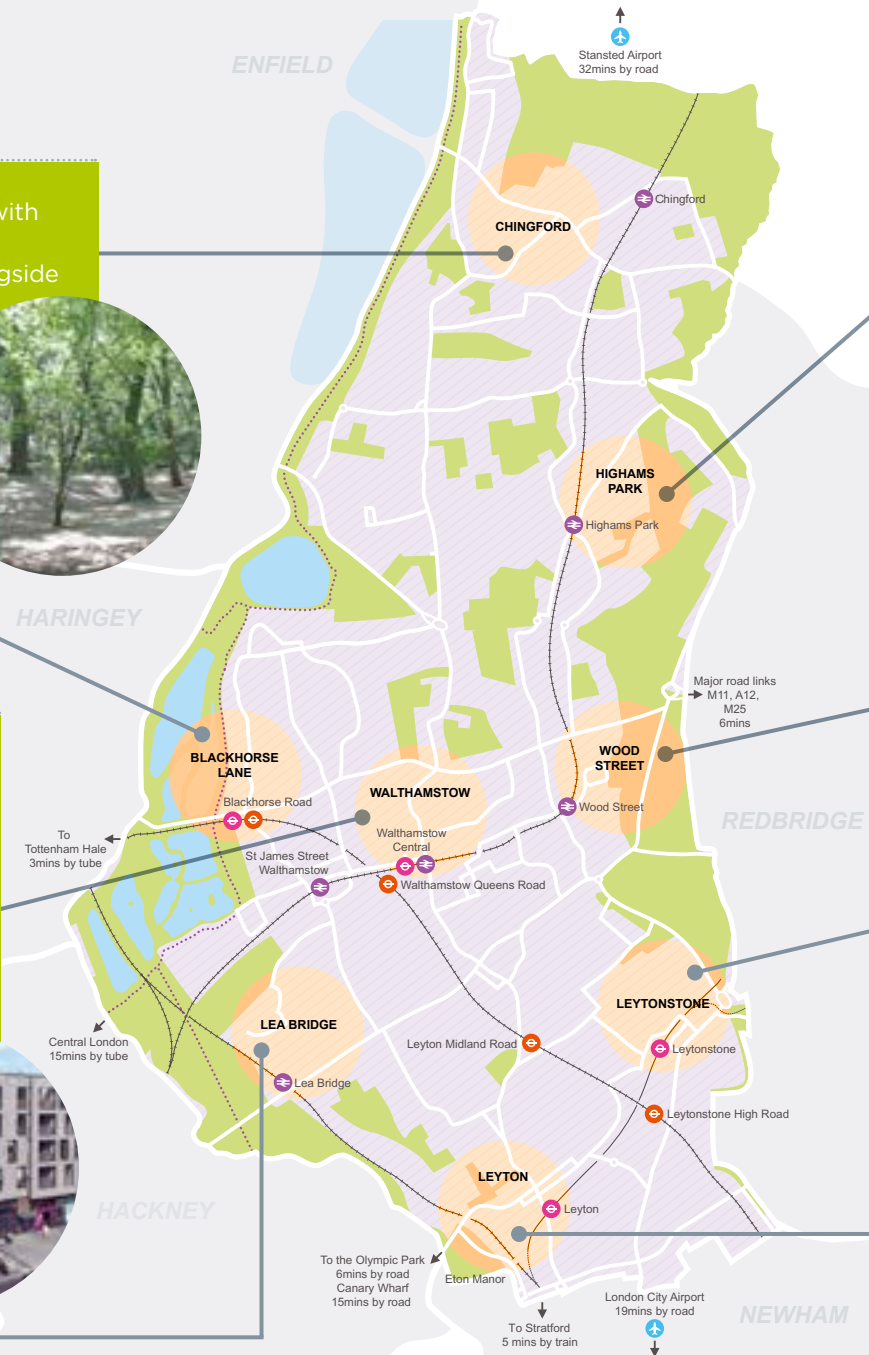 Stansted Airport
32mins by road
ENFIELD
with
gside
CHINGFORD
Chingford
HIGHAMS
PARK
Highams Park
HARINGEY
Major road links
M11, A12,
M25
6mins
BLACKHORSE
LANE
Blackhorse Road
WOOD
STREET
Wood Street
WALTHAMSTOW
Walthamstow
Central
REDBRIDGE
To
Tottenham Hale
3mins by tube
St James Street
Walthamstow
Walthamstow Queens Road
LEYTONSTONE
Leytonstone
LEA BRIDGE
Lea Bridge
Central London
15mins by tube
Leyton Midland Road
Leytonstone High Road
HACKNEY
LEYTON
Leyton
Eton Manor
To the Olympic Park
6mins by road
Canary Wharf
15mins by road
To Stratford
5 mins by train
London City Airport
19mins by road
NEWHAM